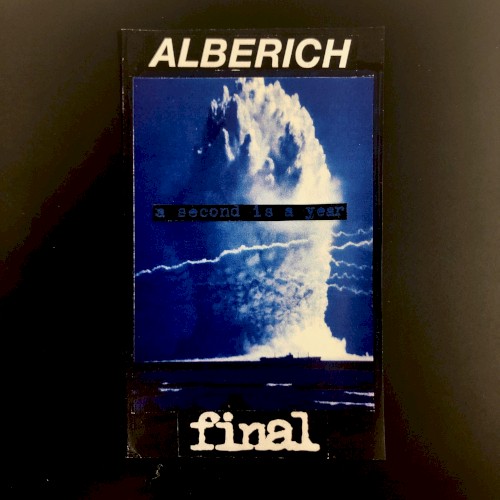 ALBERICH
a second is a year
final